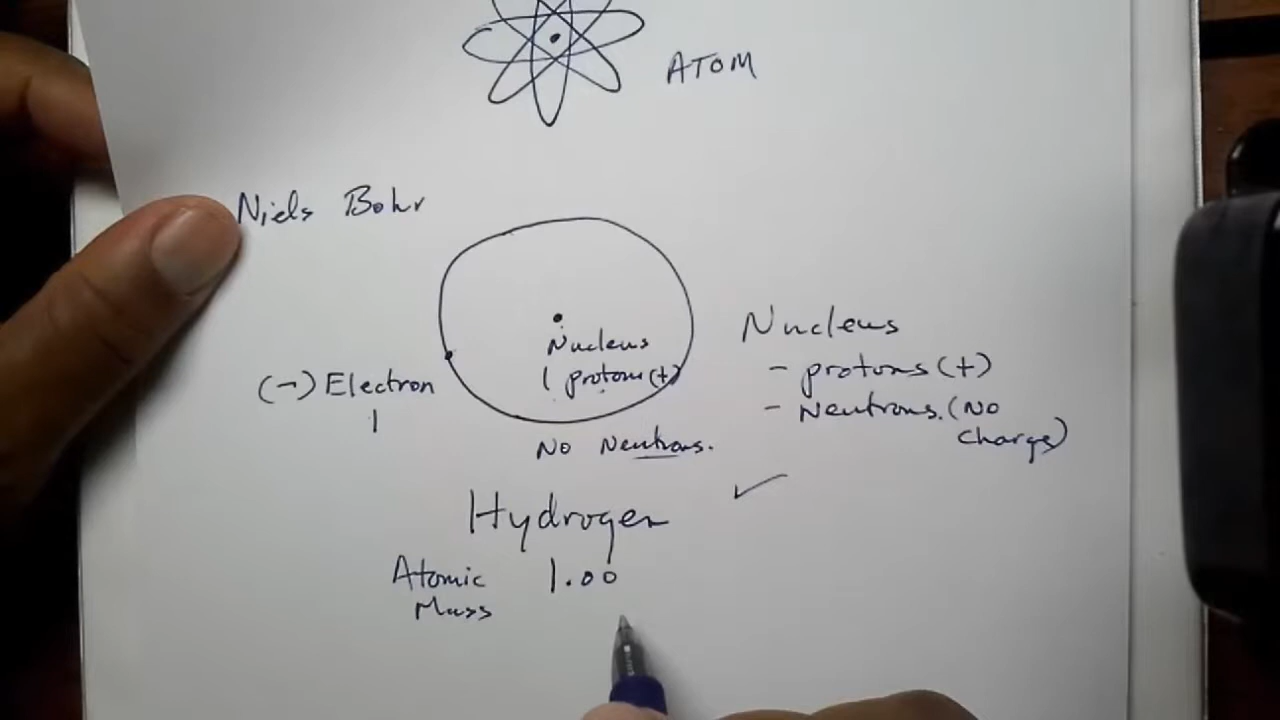 ATOM
Niels Bohr
Nucleus
1 protons (+)
(-) Electron
1
No Neutrons.
Nucleus
- protons (+)
- Neutrons. (No
charge)
Hydrogen ✓
Atomic 1.00
Mass